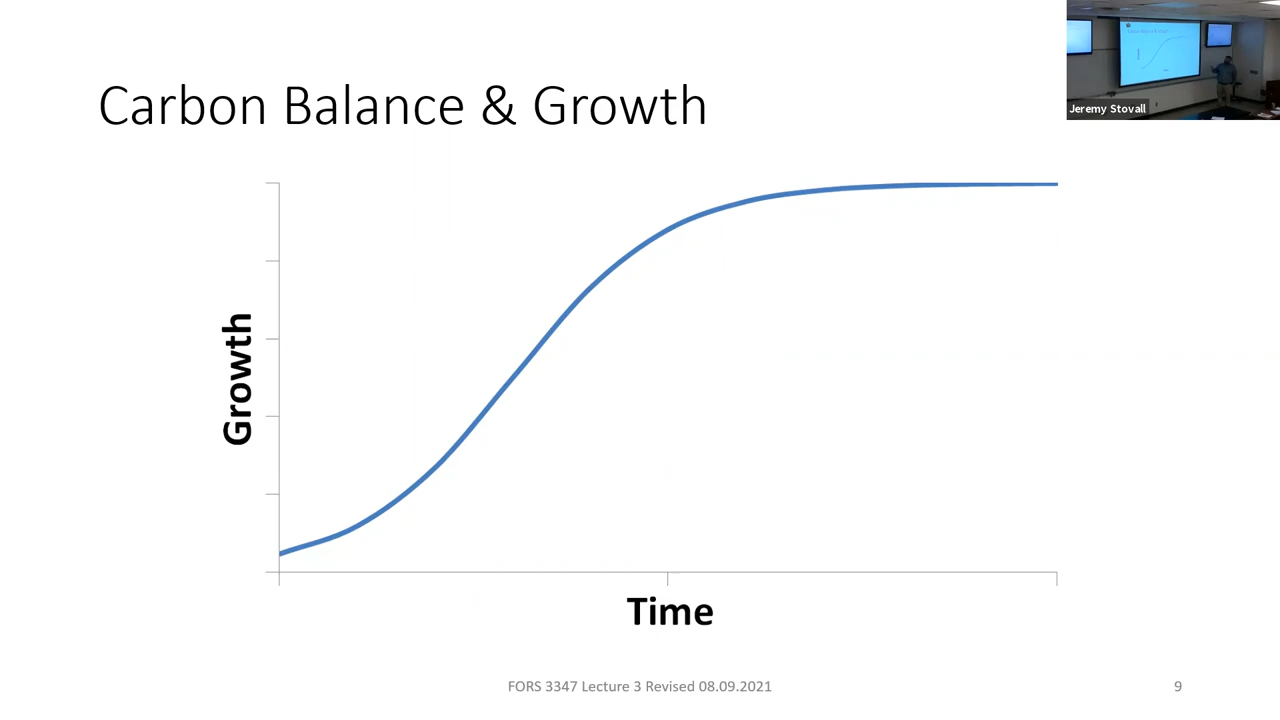 Carbon Balance & Growth
Jeremy Stovall
Growth
Time
FORS 3347 Lecture 3 Revised 08.09.2021
9